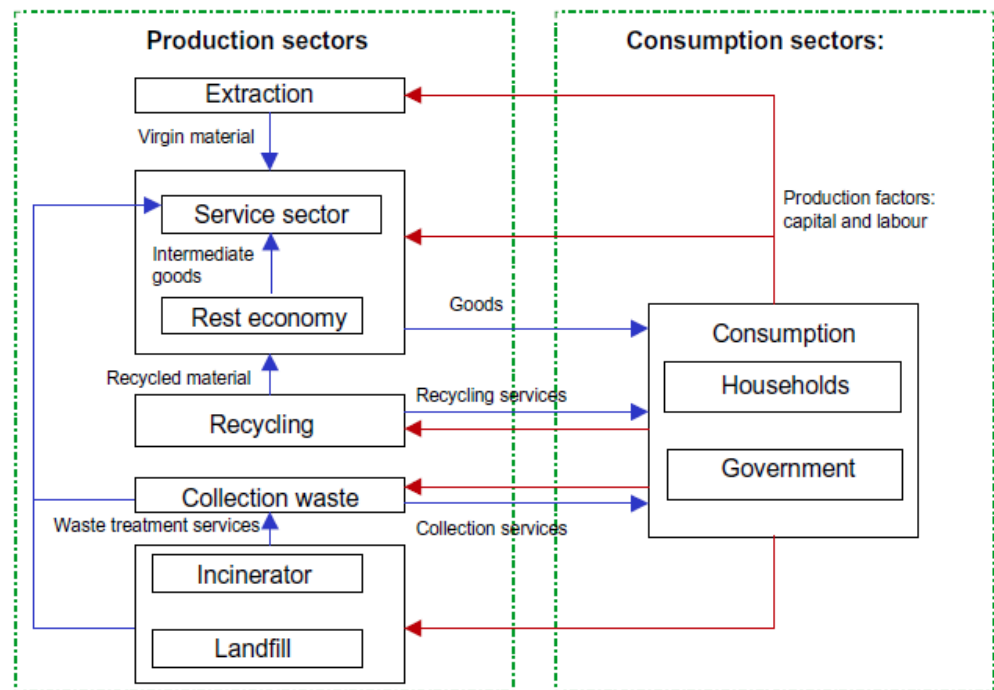 Production sectors
Consumption sectors:
Extraction
Virgin material
Service sector
Production factors:
capital and labour
Intermediate
goods
Rest economy
Goods
Consumption
Households
Recycled material
Recycling services
Recycling
Government
Collection waste
Waste treatment services
Collection services
Incinerator
Landfill